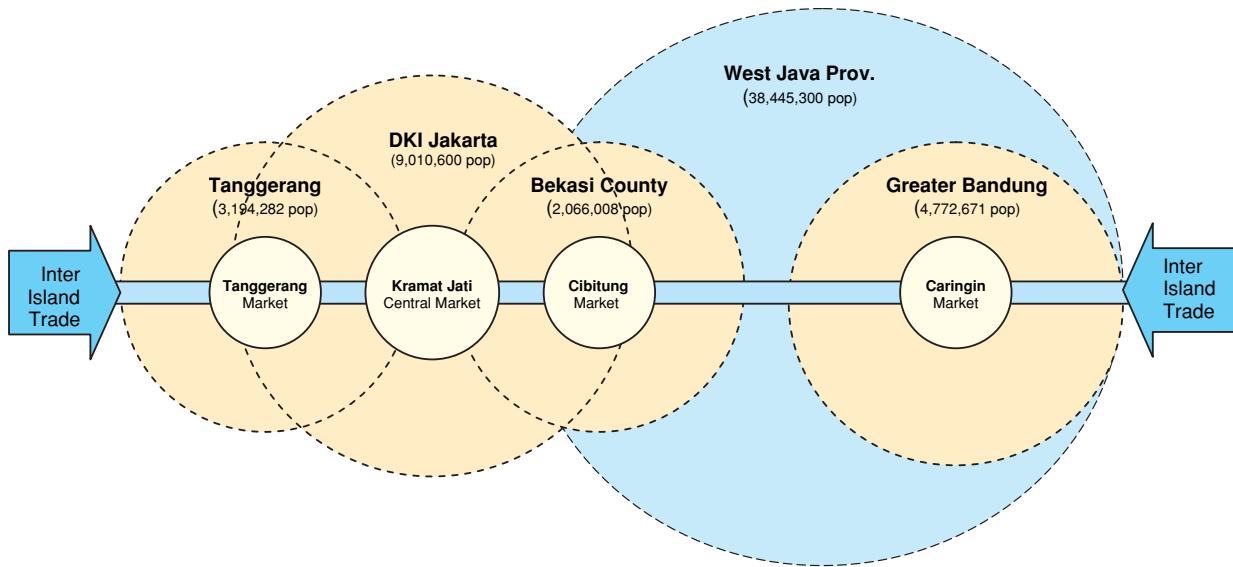 West Java Prov.
(38,445,300 pop)
DKI Jakarta
(9,010,600 pop)
Tanggerang
(3,194,282 pop)
Bekasi County
(2,066,008 pop)
Greater Bandung
(4,772,671 pop)
Inter
Island
Trade
Tanggerang
Market
Kramat Jati
Central Market
Cibitung
Market
Caringin
Market
Inter
Island
Trade